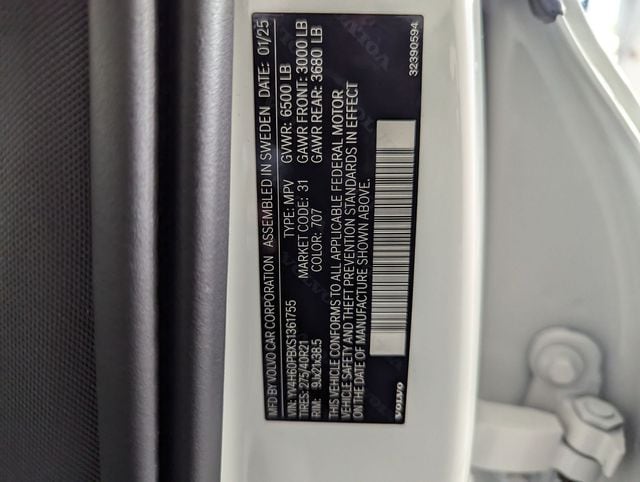 MFD BY VOLVO CAR CORPORATION ASSEMBLED IN SWEDEN DATE: 01/25
VIN: YV4H60PBXS1361755 TYPE: MPV GVWR: 6500 LB
TIRES: 275/40R21 MARKET CODE: 31 GAWR FRONT: 3000 LB
RIM: 9Jx21x38.5 COLOR: 707 GAWR REAR: 3680 LB
THIS VEHICLE CONFORMS TO ALL APPLICABLE FEDERAL MOTOR
VEHICLE SAFETY AND THEFT PREVENTION STANDARDS IN EFFECT
ON THE DATE OF MANUFACTURE SHOWN ABOVE.
VOLVO 32390594